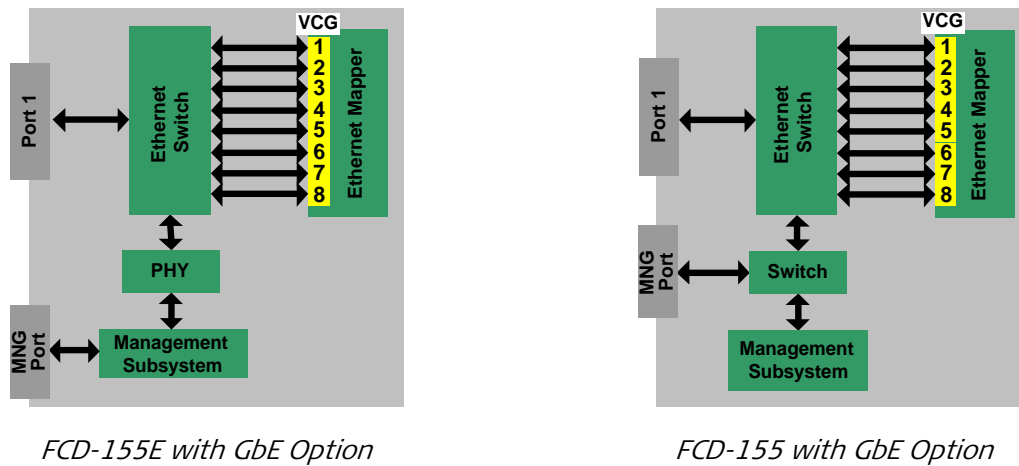 VCG
1
2
3
4
5
6
7
8
Ethernet Mapper
Ethernet
Switch
Port 1
PHY
MNG
Port
Management
Subsystem
FCD-155E with GbE Option
VCG
1
2
3
4
5
6
7
8
Ethernet Mapper
Ethernet
Switch
Port 1
MNG
Port
Switch
Management
Subsystem
FCD-155 with GbE Option